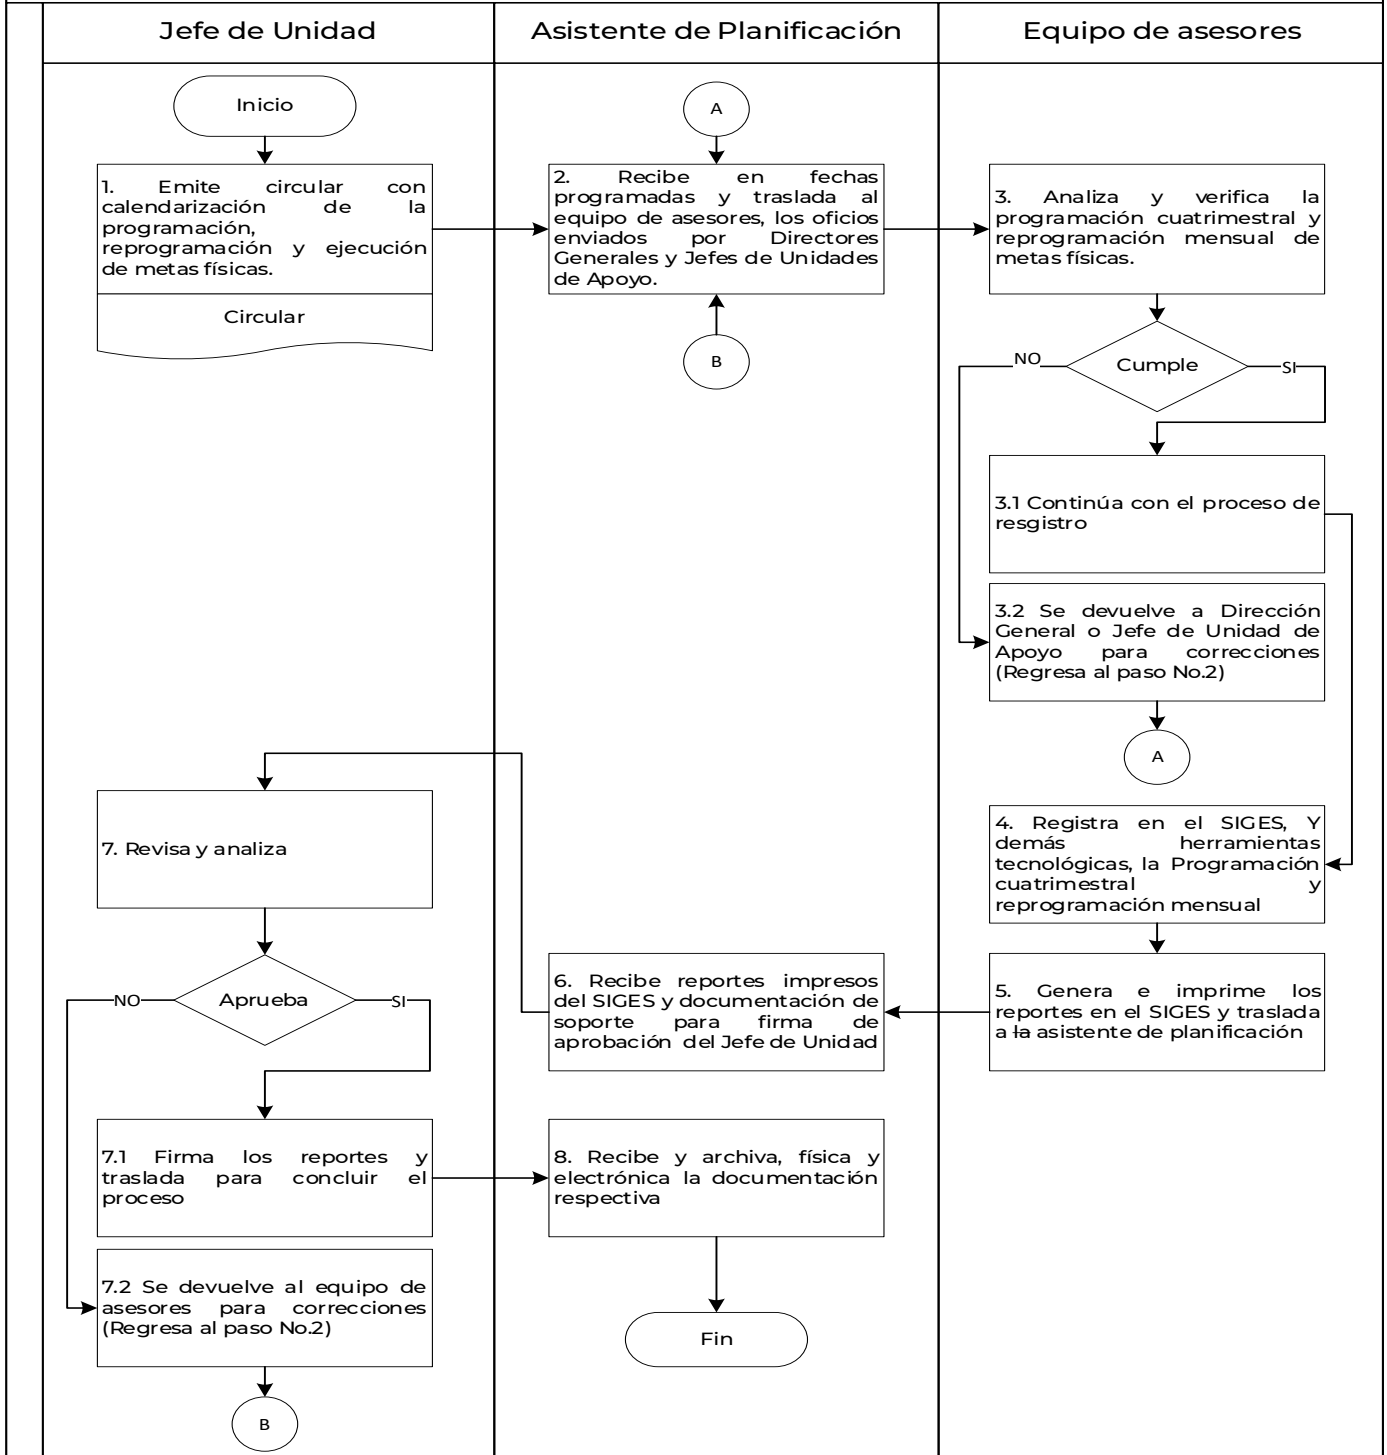 Jefe de Unidad
Asistente de Planificación
Equipo de asesores
Inicio
1. Emite circular con
calendarización de la
programación,
reprogramación y ejecución
de metas físicas.
Circular
A
2. Recibe en fechas
programadas y traslada al
equipo de asesores, los oficios
enviados por Directores
Generales y Jefes de Unidades
de Apoyo.
B
3. Analiza y verifica la
programación cuatrimestral y
reprogramación mensual de
metas físicas.
Cumple
NO
SI
3.1 Continúa con el proceso de
resgistro
3.2 Se devuelve a Dirección
General o Jefe de Unidad de
Apoyo para correcciones
(Regresa al paso No.2)
A
4. Registra en el SIGES, Y
demás herramientas
tecnológicas, la Programación
cuatrimestral y
reprogramación mensual
5. Genera e imprime los
reportes en el SIGES y traslada
a la asistente de planificación
6. Recibe reportes impresos
del SIGES y documentación de
soporte para firma de
aprobación del Jefe de Unidad
7. Revisa y analiza
Aprueba
NO
SI
7.1 Firma los reportes y
traslada para concluir el
proceso
7.2 Se devuelve al equipo de
asesores para correcciones
(Regresa al paso No.2)
B
8. Recibe y archiva, física y
electrónica la documentación
respectiva
Fin